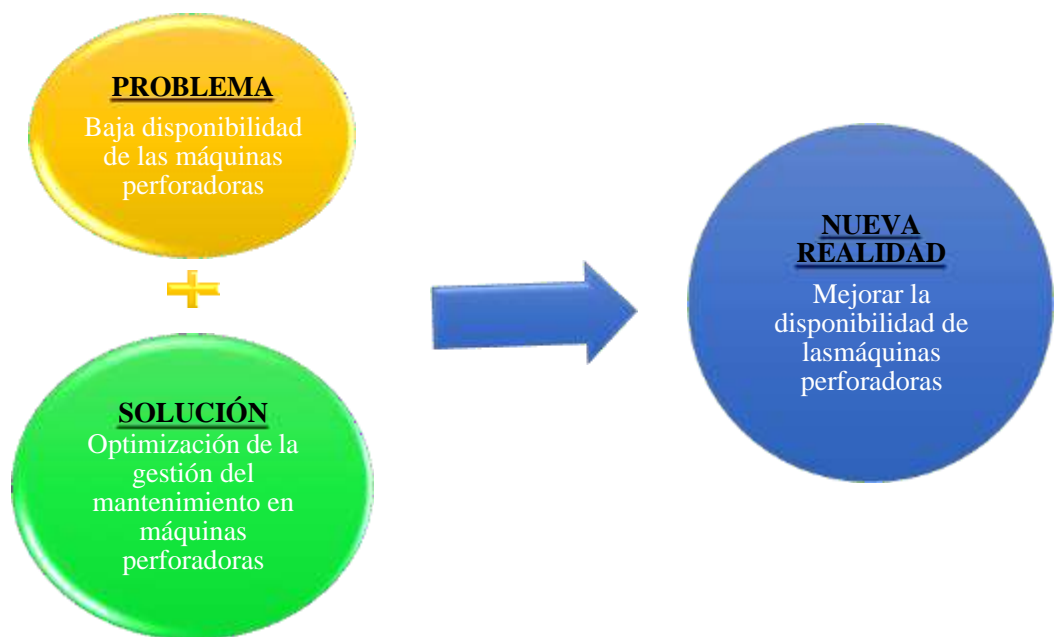 PROBLEMA
Baja disponibilidad
de las máquinas
perforadoras
SOLUCIÓN
Optimización de la
gestión del
mantenimiento en
máquinas
perforadoras
NUEVA
REALIDAD
Mejorar la
disponibilidad de
lasmáquinas
perforadoras